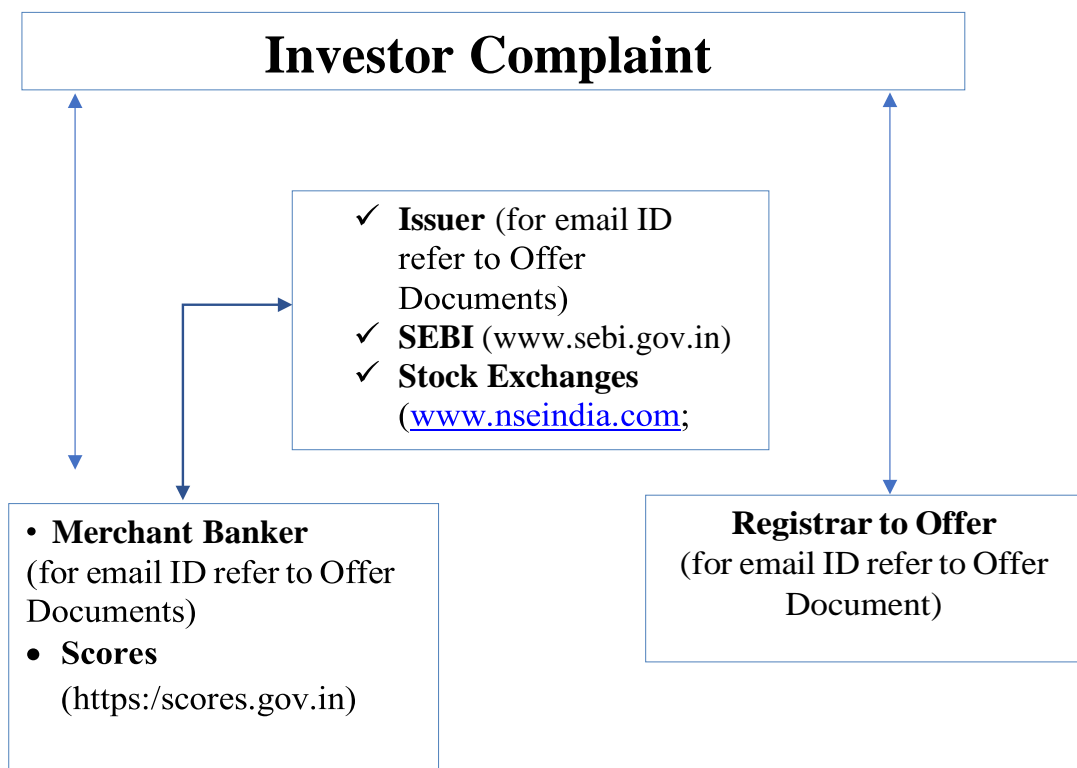 Investor Complaint
✓ Issuer (for email ID
refer to Offer
Documents)
✓ SEBI (www.sebi.gov.in)
✓ Stock Exchanges
(www.nseindia.com;
• Merchant Banker
(for email ID refer to Offer
Documents)
• Scores
(https:/scores.gov.in)
Registrar to Offer
(for email ID refer to Offer
Document)